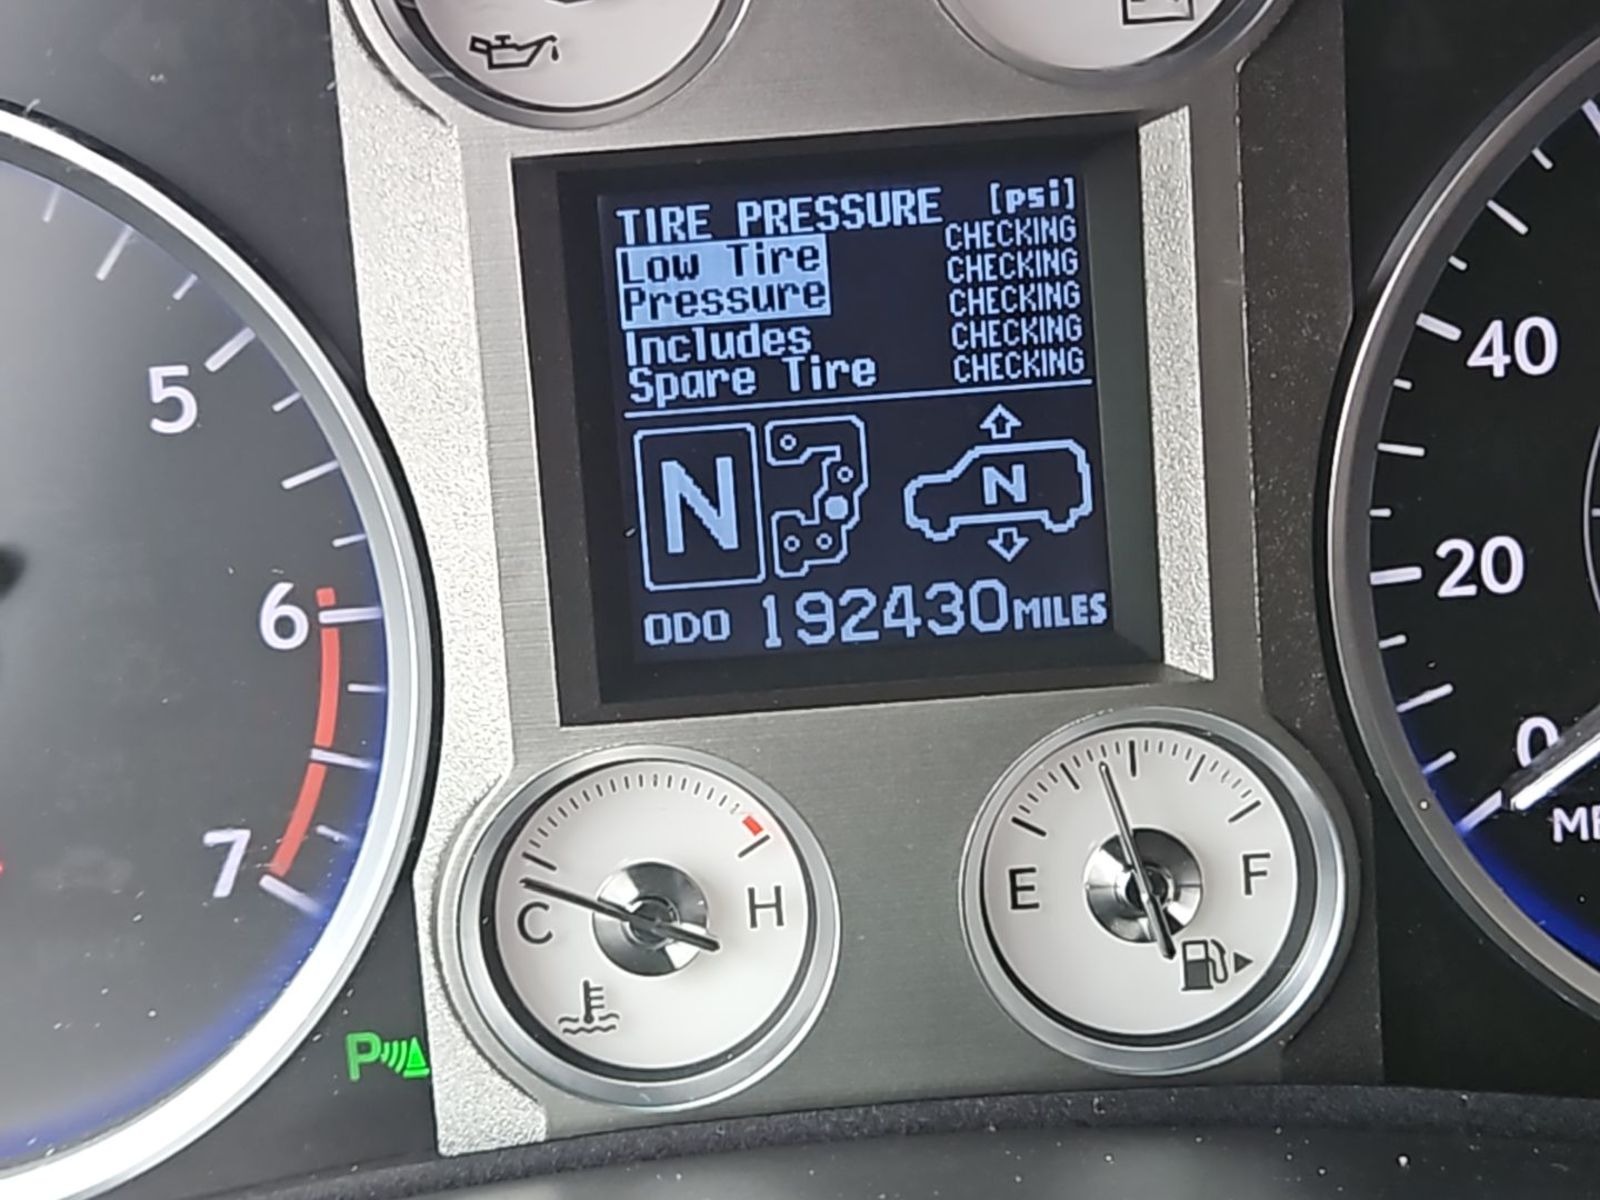 TIRE PRESSURE [psi]
CHECKING
Low Tire CHECKING
Pressure CHECKING
Includes CHECKING
Spare Tire CHECKING
N
N
ODO 192430 MILES
5
6
7
40
20
0
C H
E F
P